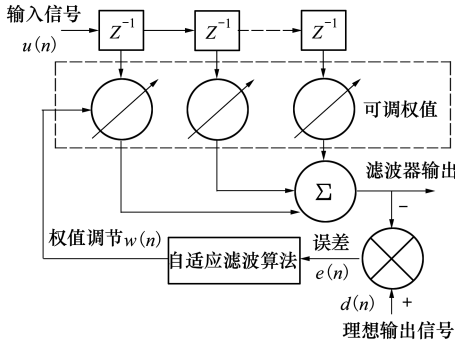 输入信号
u(n)
Z⁻¹
Z⁻¹
Z⁻¹
可调权值
Σ
滤波器输出
−
权值调节w(n)
自适应滤波算法
误差
e(n)
d(n)
+
理想输出信号